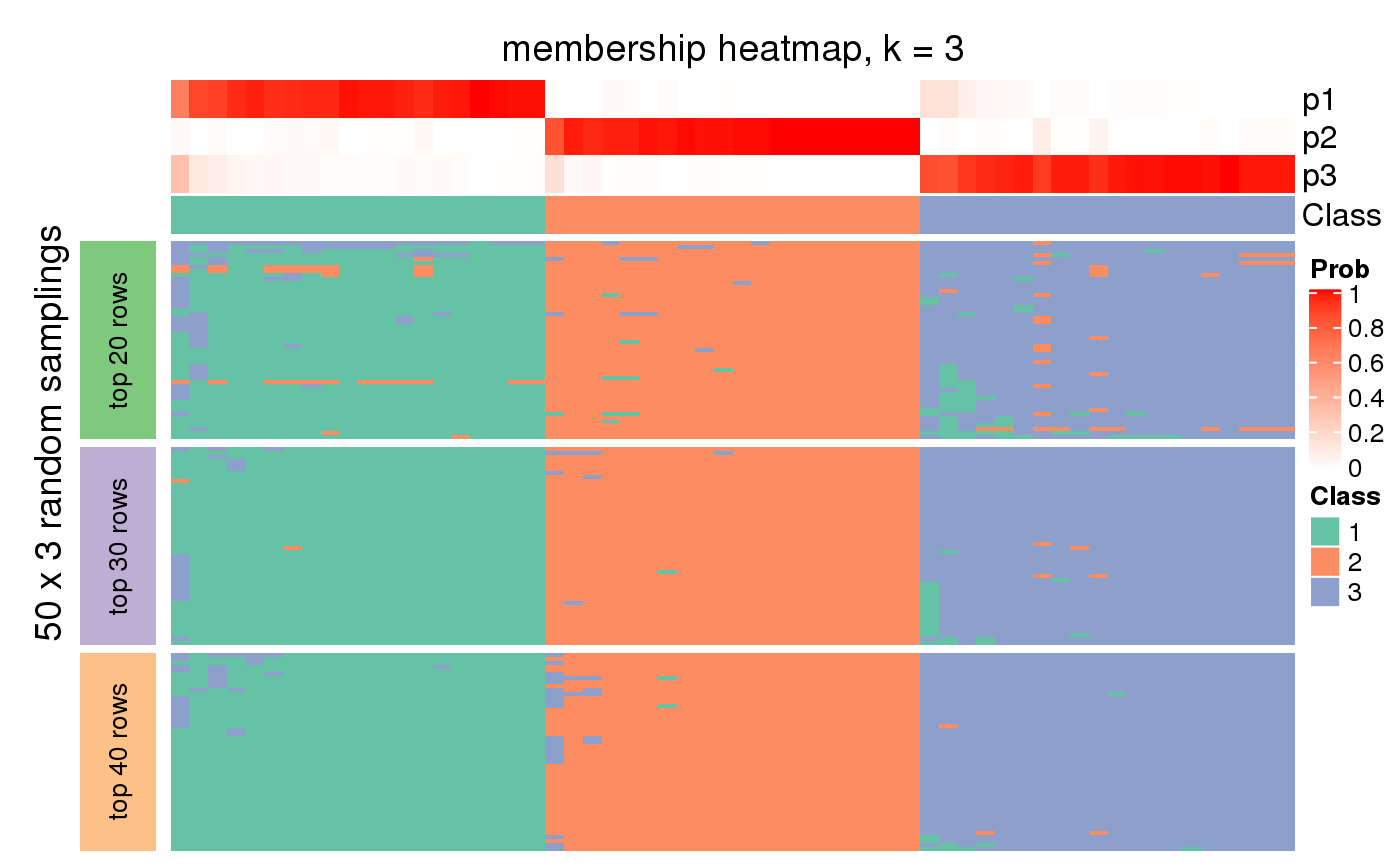 membership heatmap, k = 3
p1
p2
p3
Class
50 x 3 random samplings
top 20 rows
top 30 rows
top 40 rows
Prob
1
0.8
0.6
0.4
0.2
0
Class
1
2
3